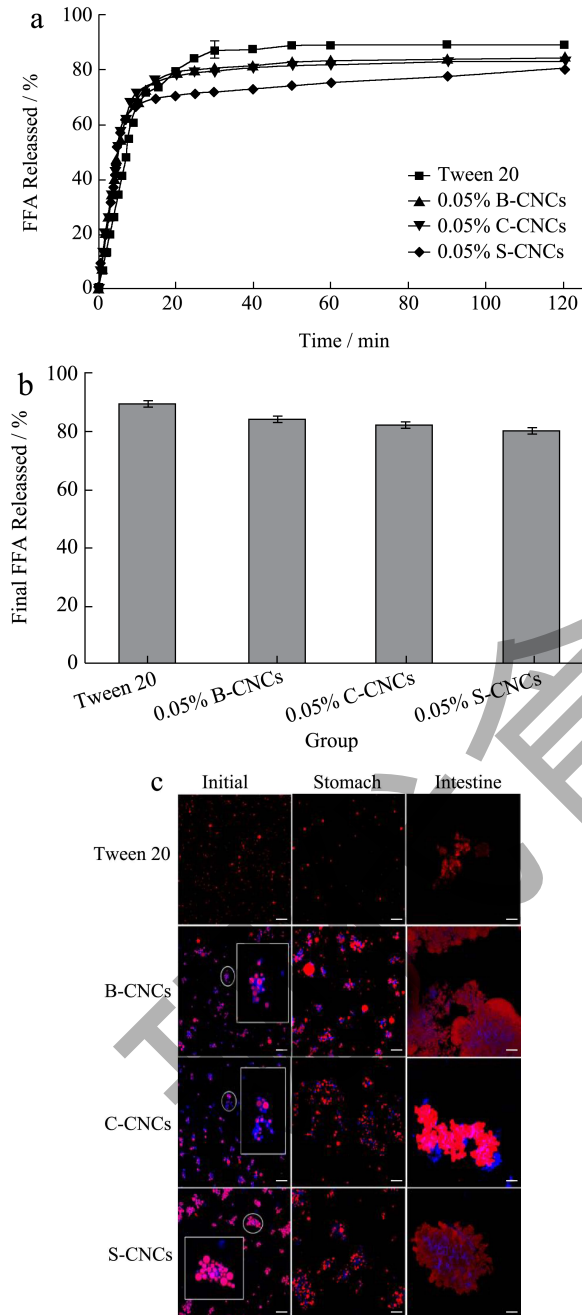 a
100
80
60
40
20
0
FFA Releassed / %
Tween 20
0.05% B-CNCs
0.05% C-CNCs
0.05% S-CNCs
0 20 40 60 80 100 120
Time / min
b
100
80
60
40
20
0
Final FFA Releassed / %
Tween 20 0.05% B-CNCs 0.05% C-CNCs 0.05% S-CNCs
Group
c
Initial Stomach Intestine
Tween 20
B-CNCs
C-CNCs
S-CNCs